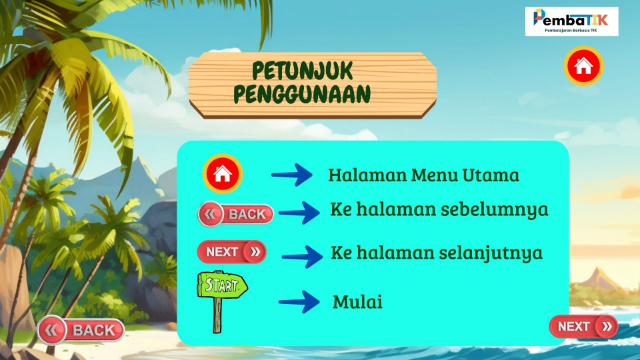 PembaTIK
Pembelajaran Berbasis TIK
PETUNJUK
PENGGUNAAN
Halaman Menu Utama
BACK
Ke halaman sebelumnya
NEXT
Ke halaman selanjutnya
START
Mulai
BACK
NEXT